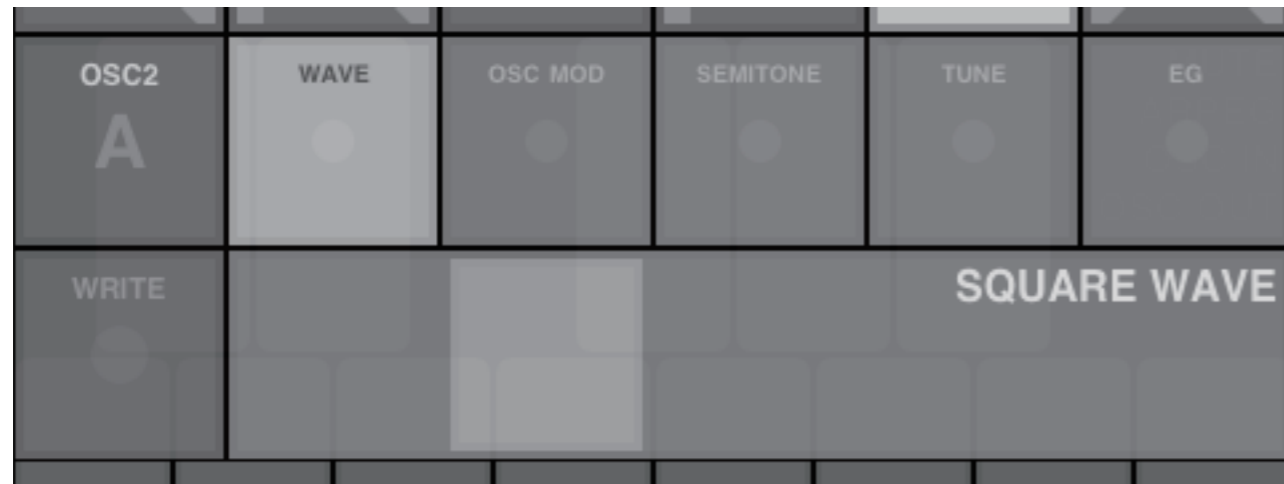 OSC2 WAVE OSC MOD SEMITONE TUNE EG
A
WRITE SQUARE WAVE